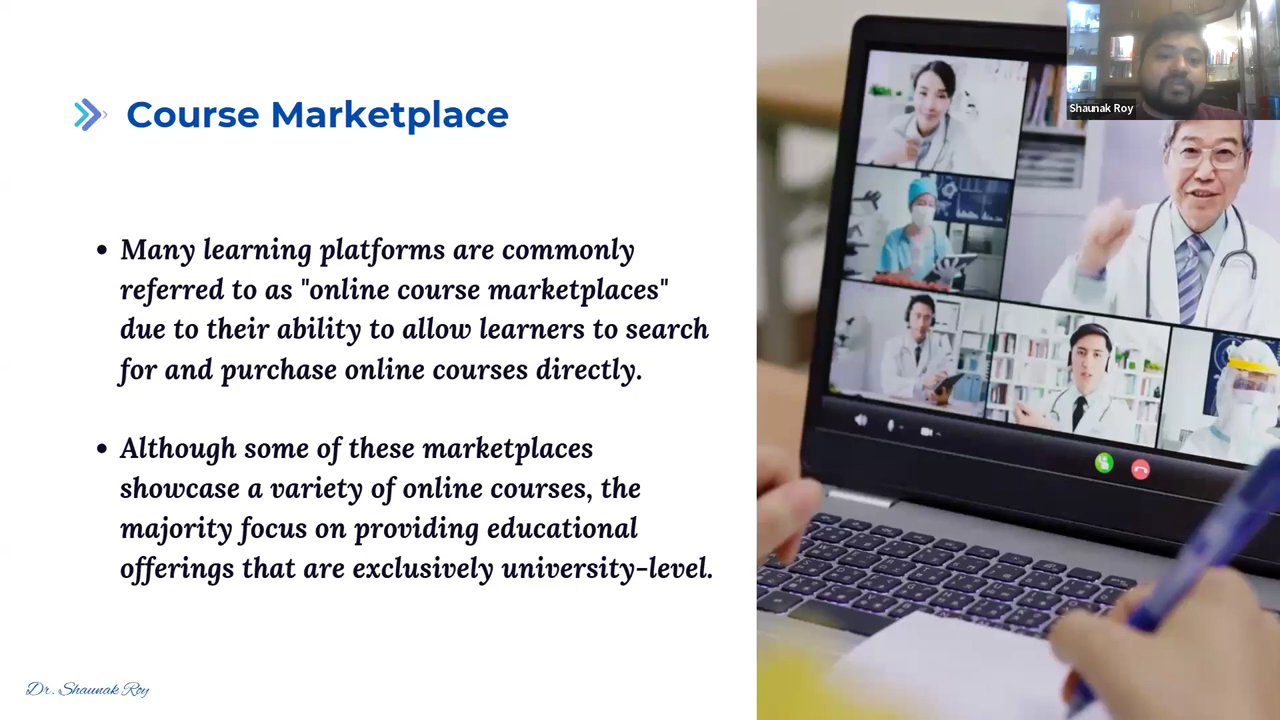 Shaunak Roy
Course Marketplace
• Many learning platforms are commonly
referred to as "online course marketplaces"
due to their ability to allow learners to search
for and purchase online courses directly.
• Although some of these marketplaces
showcase a variety of online courses, the
majority focus on providing educational
offerings that are exclusively university-level.
Dr. Shaunak Roy